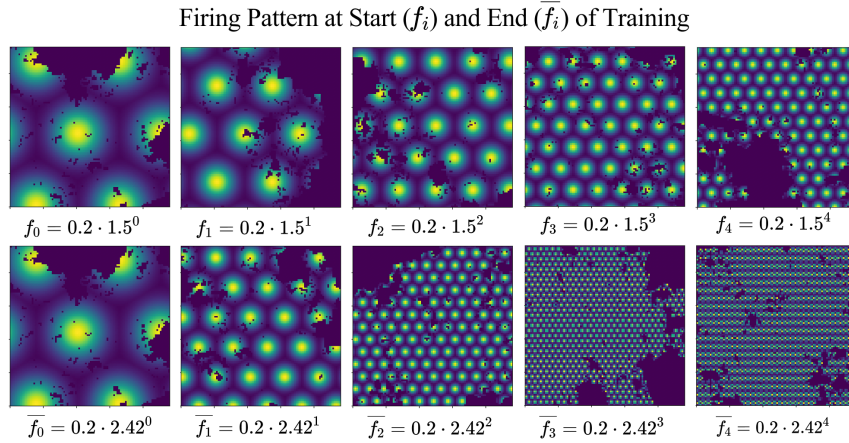 Firing Pattern at Start (f_i) and End (\overline{f_i}) of Training
f_0 = 0.2 · 1.5^0
f_1 = 0.2 · 1.5^1
f_2 = 0.2 · 1.5^2
f_3 = 0.2 · 1.5^3
f_4 = 0.2 · 1.5^4
\overline{f_0} = 0.2 · 2.42^0
\overline{f_1} = 0.2 · 2.42^1
\overline{f_2} = 0.2 · 2.42^2
\overline{f_3} = 0.2 · 2.42^3
\overline{f_4} = 0.2 · 2.42^4